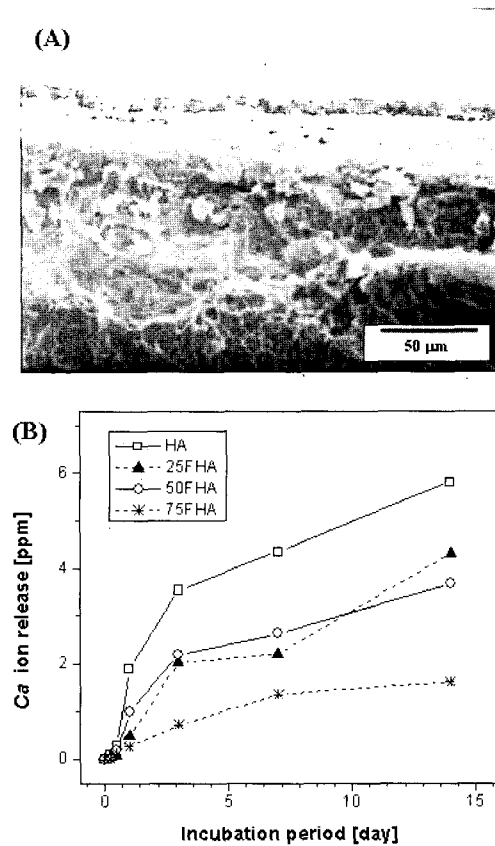 (A)
50 µm
(B)
HA
25FHA
50FHA
75FHA
6
4
2
0
Ca ion release [ppm]
0
5
10
15
Incubation period [day]